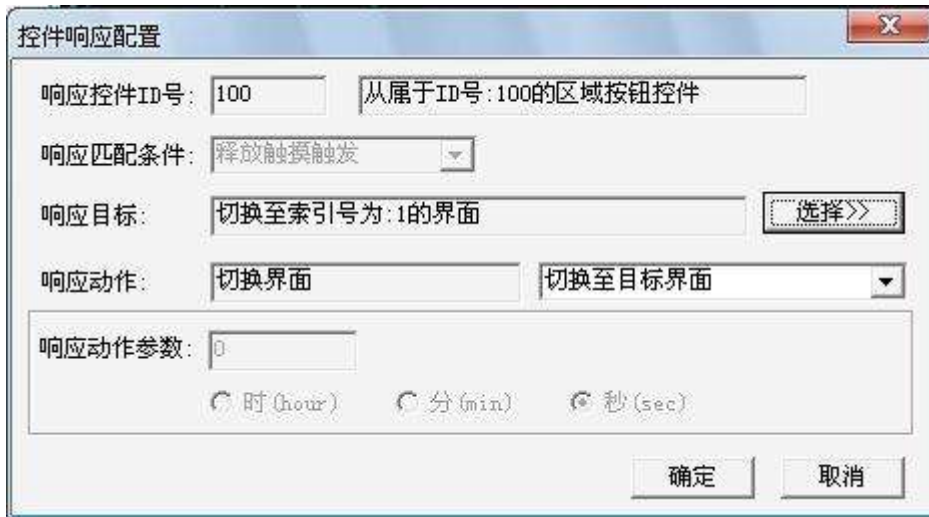 控件响应配置
响应控件ID号: 100 从属于ID号:100的区域按钮控件
响应匹配条件: 释放触摸触发
响应目标: 切换至索引号为:1的界面 选择>>
响应动作: 切换界面 切换至目标界面
响应动作参数: 0
时(hour) 分(min) 秒(sec)
确定 取消